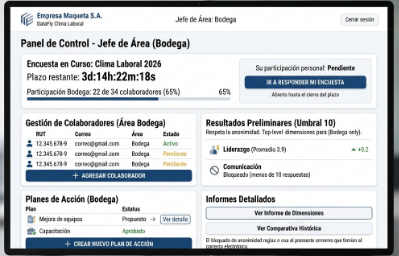 Empresa Maqueta S.A.
DataFly Clima Laboral
Jefe de Área: Bodega
Cerrar sesión
Panel de Control - Jefe de Área (Bodega)
Encuesta en Curso: Clima Laboral 2026
Plazo restante: 3d:14h:22m:18s
Participación Bodega: 22 de 34 colaboradores (65%)
65%
Su participación personal: Pendiente
IR A RESPONDER MI ENCUESTA
Abierto hasta el cierre del plazo
Gestión de Colaboradores (Área Bodega)
RUT Correo Área Estado
12.345.678-9 correo@gmail.com Bodega Activo
12.345.678-9 correo@gmail.com Bodega Pendiente
12.345.678-9 correo@gmail.com Bodega Pendiente
+ AGREGAR COLABORADOR
Resultados Preliminares (Umbral 10)
Respeta la anonimidad. Top-level dimensiones para (Bodega only).
Liderazgo (Promedio 3.9) ▲ +0.2
Comunicación
Bloqueado (menos de 10 respuestas)
Planes de Acción (Bodega)
Plan Estatus
Mejora de equipos Propuesto → Ver detalle
Capacitación Aprobado
+ CREAR NUEVO PLAN DE ACCIÓN
Informes Detallados
Ver Informe de Dimensiones
Ver Comparativa Histórica
El bloqueado de anonimidad reglas o